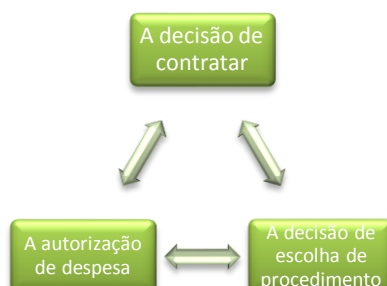 A decisão de
contratar
A autorização
de despesa
A decisão de
escolha de
procedimento